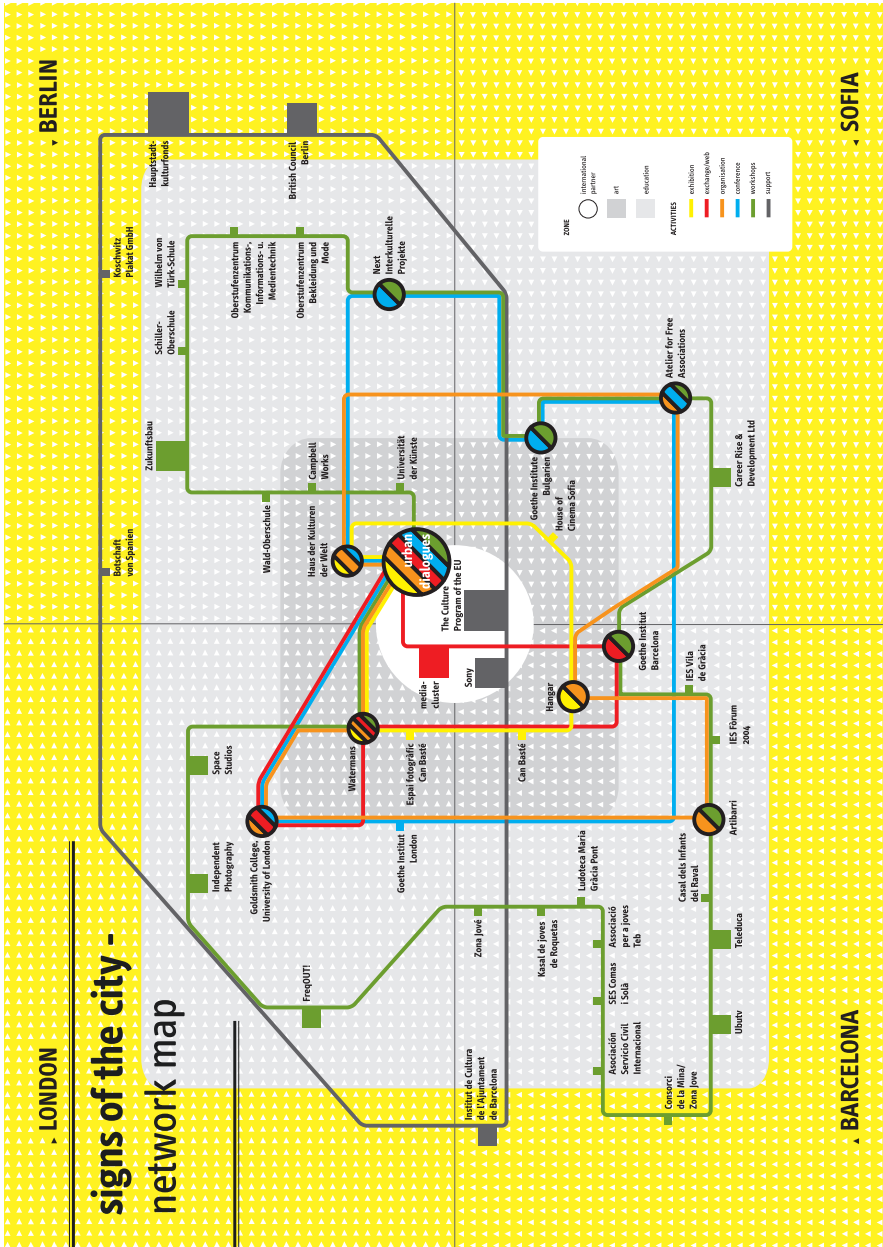 LONDON
BERLIN
signs of the city -
network map
Botschaft
von Spanien
Koschwitz
Plakat GmbH
Hauptstadt-
kulturfonds
Zukunftsbau
Schiller-
Oberschule
Wilhelm von
Türk-Schule
British Council
Berlin
Independent
Photography
Space
Studios
Wald-Oberschule
Oberstufenzentrum
Kommunikations-,
Informations- u.
Medientechnik
Oberstufenzentrum
Bekleidung und
Mode
FreqOUT!
Goldsmith College,
University of London
Haus der Kulturen
der Welt
Campbell
Works
Watermans
Next
Interkulturelle
Projekte
Universität
der Künste
urban
dialogues
Goethe Institut
London
Espai fotogràfic
Can Basté
media-
cluster
The Culture
Program of the EU
Sony
Institut de Cultura
de l'Ajuntament
de Barcelona
Zona Jové
Can Basté
Goethe Institute
Bulgarien
House of
Cinema Sofia
Kasal de joves
de Roquetas
Hangar
Ludoteca Maria
Gràcia Pont
Asociación
Servicio Civil
Internacional
SES Comas
i Solà
Associació
per a joves
Teb
Goethe Institut
Barcelona
Atelier for Free
Associations
Consorci
de la Mina/
Zona Jove
Casal dels Infants
del Raval
IES Vila
de Gràcia
Artibarri
IES Fòrum
2004
Ubutv
Teleduca
Career Rise &
Development Ltd
ZONE
international
partner
art
education
ACTIVITIES
exhibition
exchange/web
organisation
conference
workshops
support
BARCELONA
SOFIA